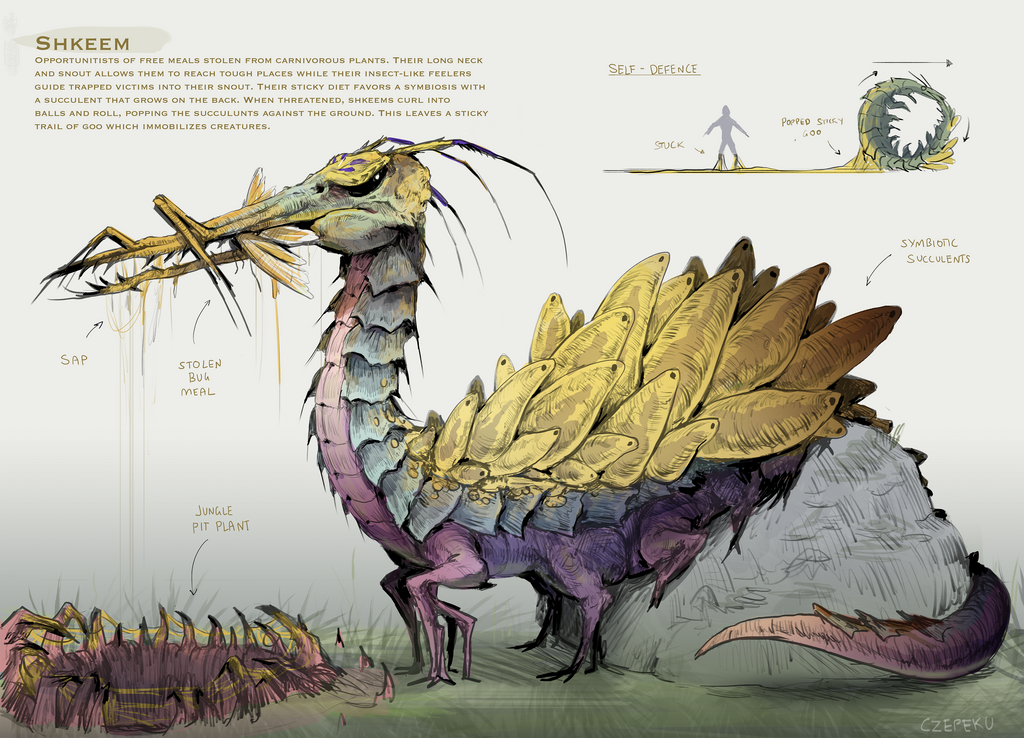 SHKEEM
OPPORTUNITISTS OF FREE MEALS STOLEN FROM CARNIVOROUS PLANTS. THEIR LONG NECK
AND SNOUT ALLOWS THEM TO REACH TOUGH PLACES WHILE THEIR INSECT-LIKE FEELERS
GUIDE TRAPPED VICTIMS INTO THEIR SNOUT. THEIR STICKY DIET FAVORS A SYMBIOSIS WITH
A SUCCULENT THAT GROWS ON THE BACK. WHEN THREATENED, SHKEEMS CURL INTO
BALLS AND ROLL, POPPING THE SUCCULUNTS AGAINST THE GROUND. THIS LEAVES A STICKY
TRAIL OF GOO WHICH IMMOBILIZES CREATURES.
SELF-DEFENCE
POPPED STICKY
GOO
STUCK
SYMBIOTIC
SUCCULENTS
SAP
STOLEN
BUG
MEAL
JUNGLE
PIT PLANT
CZEPEKU